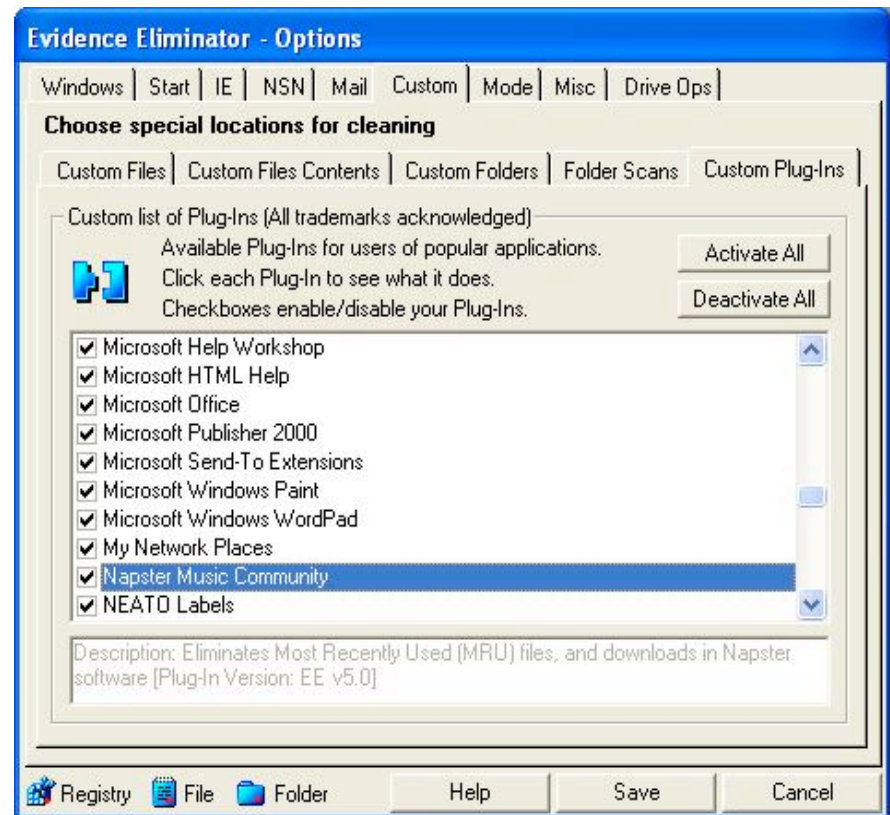 Evidence Eliminator - Options
Windows Start IE NSN Mail Custom Mode Misc Drive Ops
Choose special locations for cleaning
Custom Files Custom Files Contents Custom Folders Folder Scans Custom Plug-Ins
Custom list of Plug-Ins (All trademarks acknowledged)
Available Plug-Ins for users of popular applications.
Click each Plug-In to see what it does.
Checkboxes enable/disable your Plug-Ins.
Activate All
Deactivate All
Microsoft Help Workshop
Microsoft HTML Help
Microsoft Office
Microsoft Publisher 2000
Microsoft Send-To Extensions
Microsoft Windows Paint
Microsoft Windows WordPad
My Network Places
Napster Music Community
NEATO Labels
Description: Eliminates Most Recently Used (MRU) files, and downloads in Napster
software [Plug-In Version: EE v5.0]
Registry File Folder Help Save Cancel